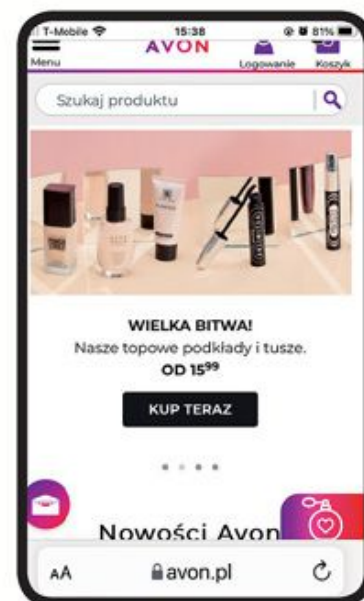 T-Mobile 15:38 81%
AVON
Menu Logowanie Koszyk
Szukaj produktu
WIELKA BITWA!
Nasze topowe podkłady i tusze.
OD 15⁹⁹
KUP TERAZ
Nowości Avon
AA avon.pl